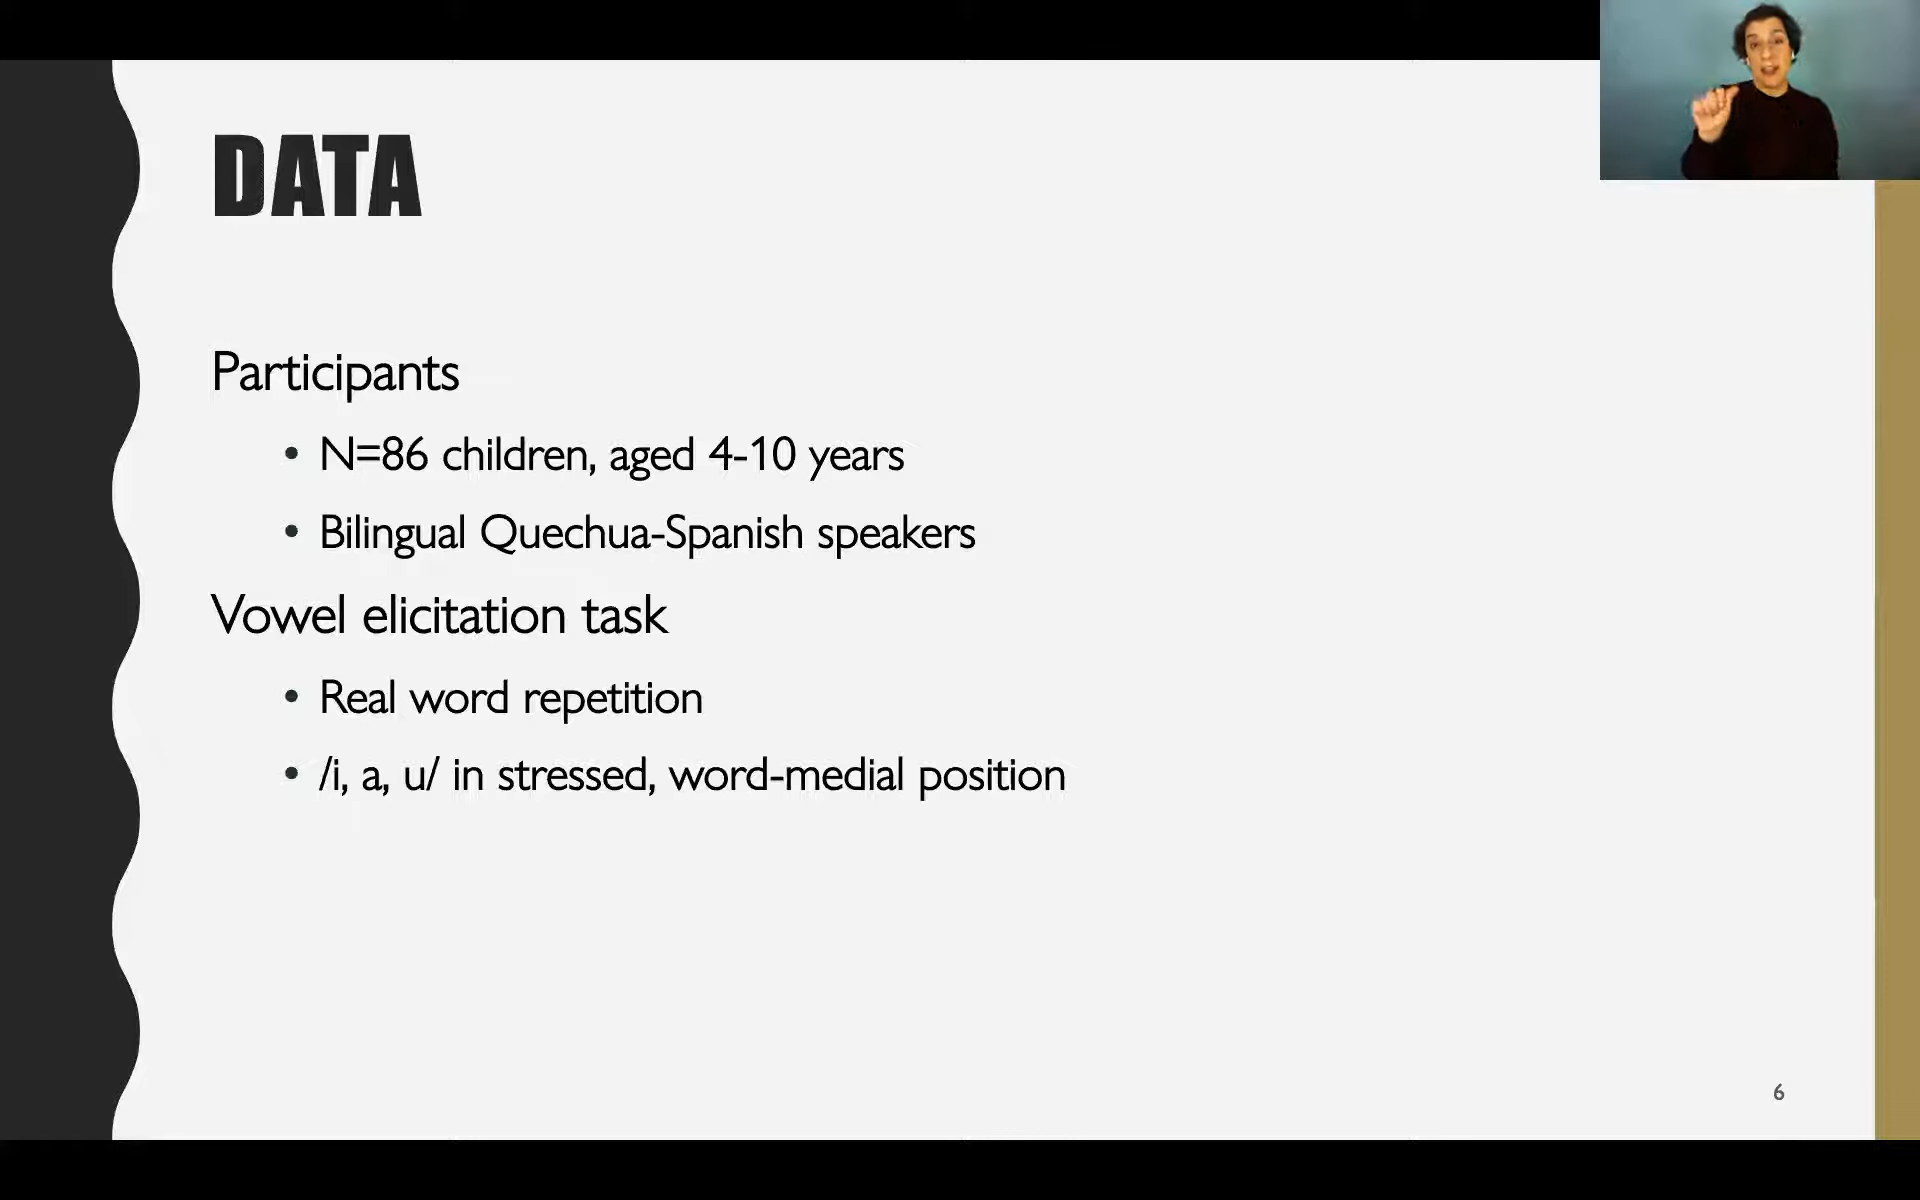 DATA
Participants
• N=86 children, aged 4-10 years
• Bilingual Quechua-Spanish speakers
Vowel elicitation task
• Real word repetition
• /i, a, u/ in stressed, word-medial position
6